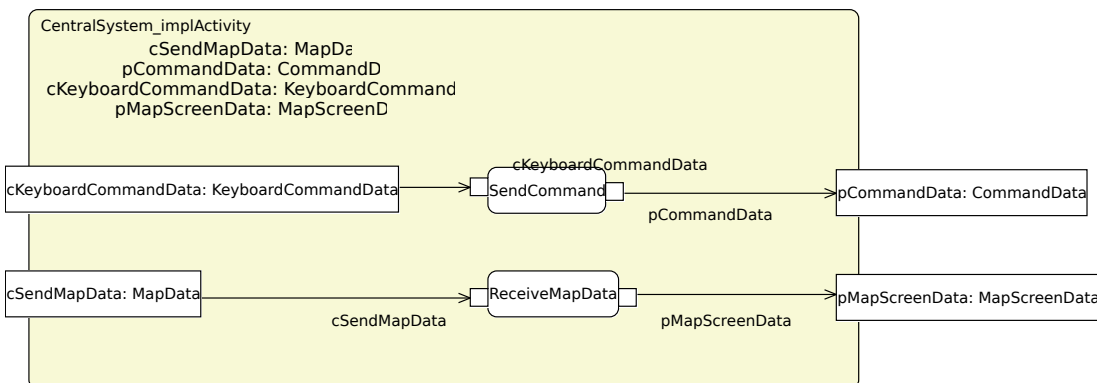 CentralSystem_implActivity
cSendMapData: MapDa
pCommandData: CommandD
cKeyboardCommandData: KeyboardCommand
pMapScreenData: MapScreenD
cKeyboardCommandData
cKeyboardCommandData: KeyboardCommandData
SendCommand
pCommandData: CommandData
pCommandData
cSendMapData: MapData
ReceiveMapData
pMapScreenData: MapScreenData
cSendMapData
pMapScreenData